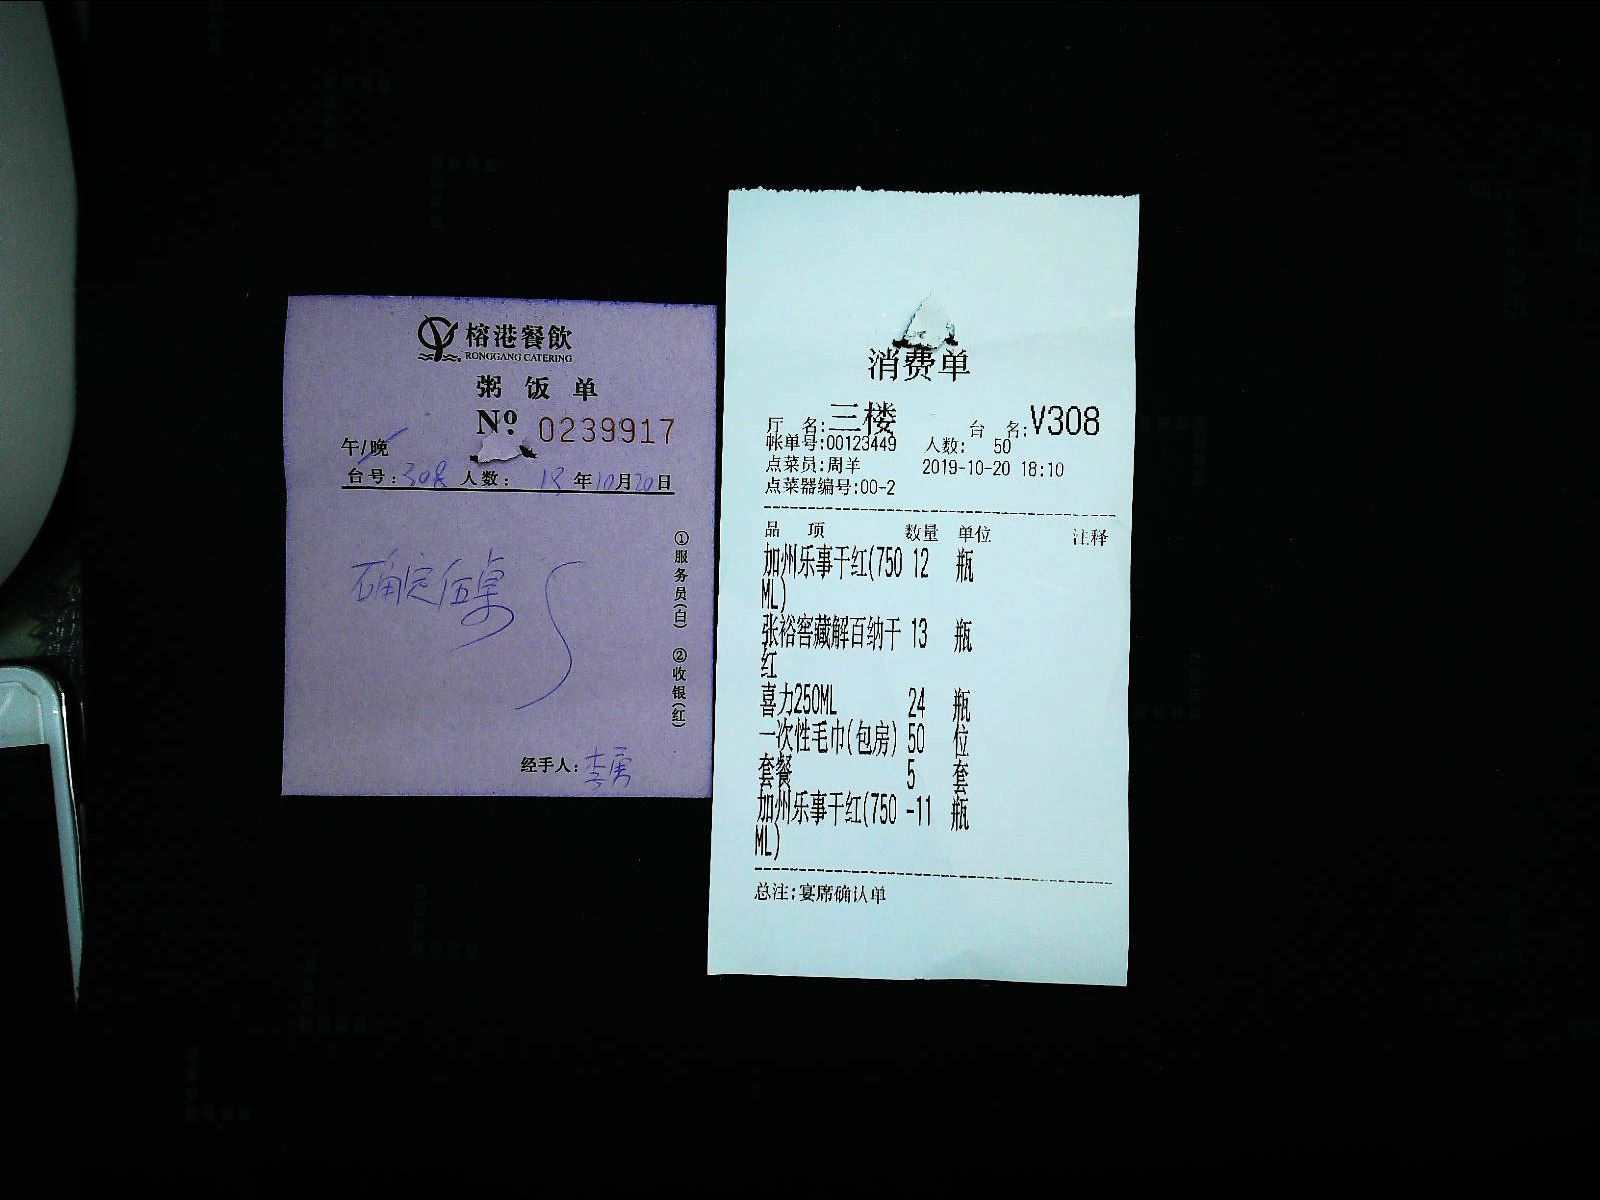 榕港餐飲
RONGGANG CATERING
粥饭单
Nº 0239917
午/晚
台号:308 人数: 19年10月20日
确定伍桌
①服务员(白) ②收银(红)
经手人:李勇
消费单
厅 名:三楼 台 名:V308
帐单号:00123449 人数: 50
点菜员:周羊 2019-10-20 18:10
点菜器编号:00-2
品 项 数量 单位 注释
加州乐事干红(750 12 瓶
ML)
张裕窖藏解百纳干 13 瓶
红
喜力250ML 24 瓶
一次性毛巾(包房) 50 位
套餐 5 套
加州乐事干红(750 -11 瓶
ML)
总注:宴席确认单